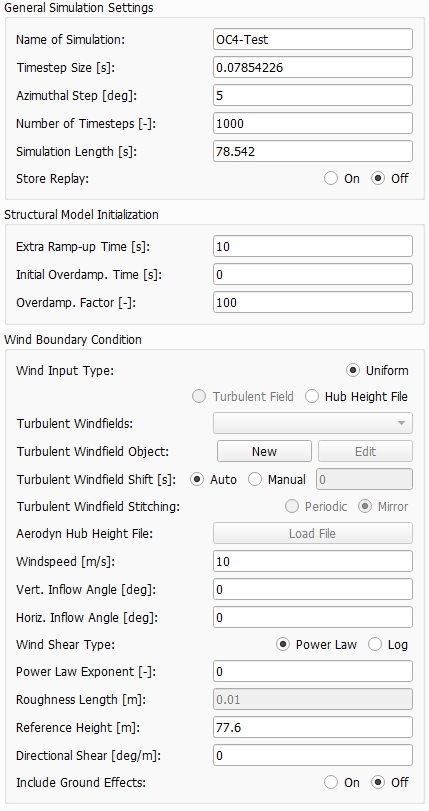 General Simulation Settings
Name of Simulation: OC4-Test
Timestep Size [s]: 0.07854226
Azimuthal Step [deg]: 5
Number of Timesteps [-]: 1000
Simulation Length [s]: 78.542
Store Replay: On Off
Structural Model Initialization
Extra Ramp-up Time [s]: 10
Initial Overdamp. Time [s]: 0
Overdamp. Factor [-]: 100
Wind Boundary Condition
Wind Input Type: Uniform
Turbulent Field Hub Height File
Turbulent Windfields:
Turbulent Windfield Object: New Edit
Turbulent Windfield Shift [s]: Auto Manual 0
Turbulent Windfield Stitching: Periodic Mirror
Aerodyn Hub Height File: Load File
Windspeed [m/s]: 10
Vert. Inflow Angle [deg]: 0
Horiz. Inflow Angle [deg]: 0
Wind Shear Type: Power Law Log
Power Law Exponent [-]: 0
Roughness Length [m]: 0.01
Reference Height [m]: 77.6
Directional Shear [deg/m]: 0
Include Ground Effects: On Off